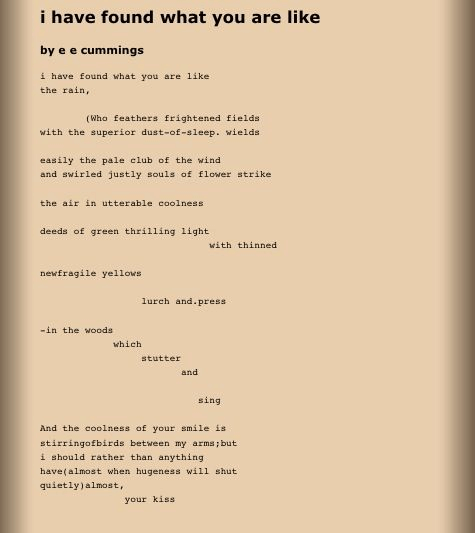 i have found what you are like
by e e cummings
i have found what you are like
the rain,
(Who feathers frightened fields
with the superior dust-of-sleep. wields
easily the pale club of the wind
and swirled justly souls of flower strike
the air in utterable coolness
deeds of green thrilling light
with thinned
newfragile yellows
lurch and.press
-in the woods
which
stutter
and
sing
And the coolness of your smile is
stirringofbirds between my arms;but
i should rather than anything
have(almost when hugeness will shut
quietly)almost,
your kiss